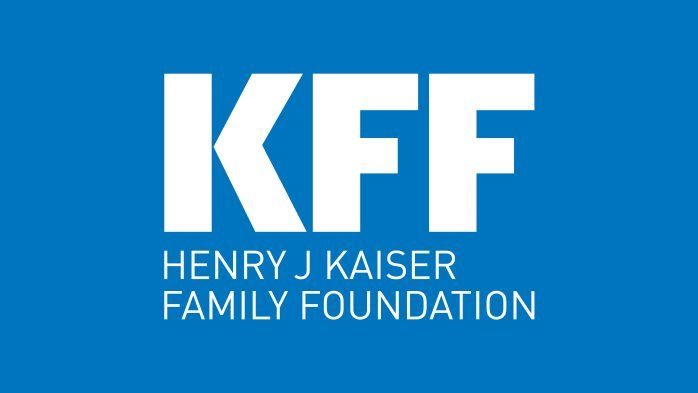 KFF
HENRY J KAISER
FAMILY FOUNDATION